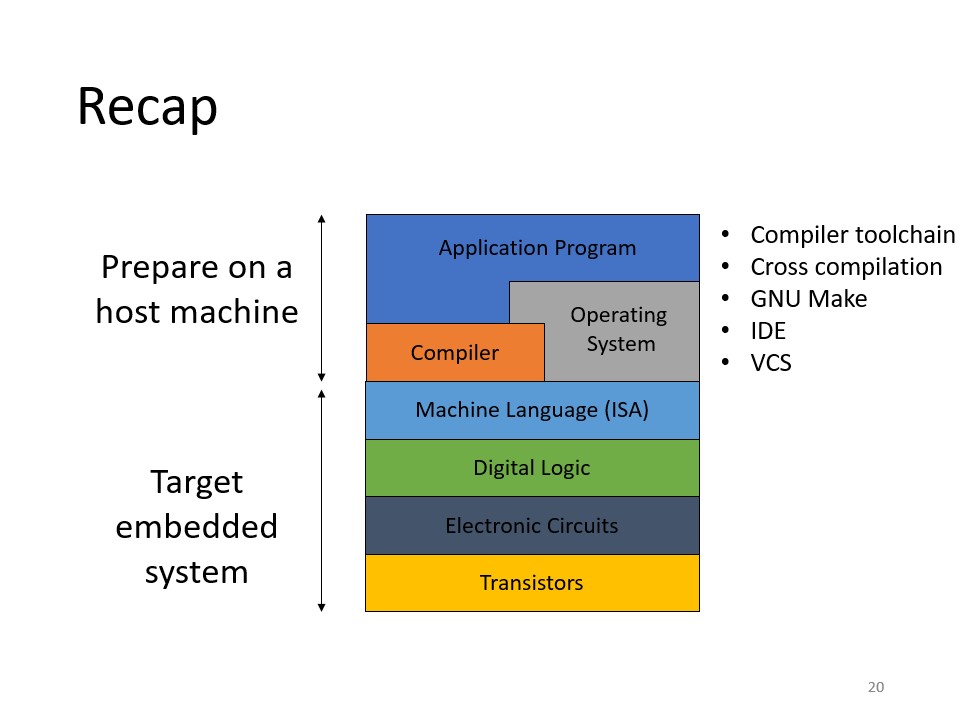 Recap
Prepare on a
host machine
Target
embedded
system
Application Program
Operating
System
Compiler
Machine Language (ISA)
Digital Logic
Electronic Circuits
Transistors
• Compiler toolchain
• Cross compilation
• GNU Make
• IDE
• VCS
20